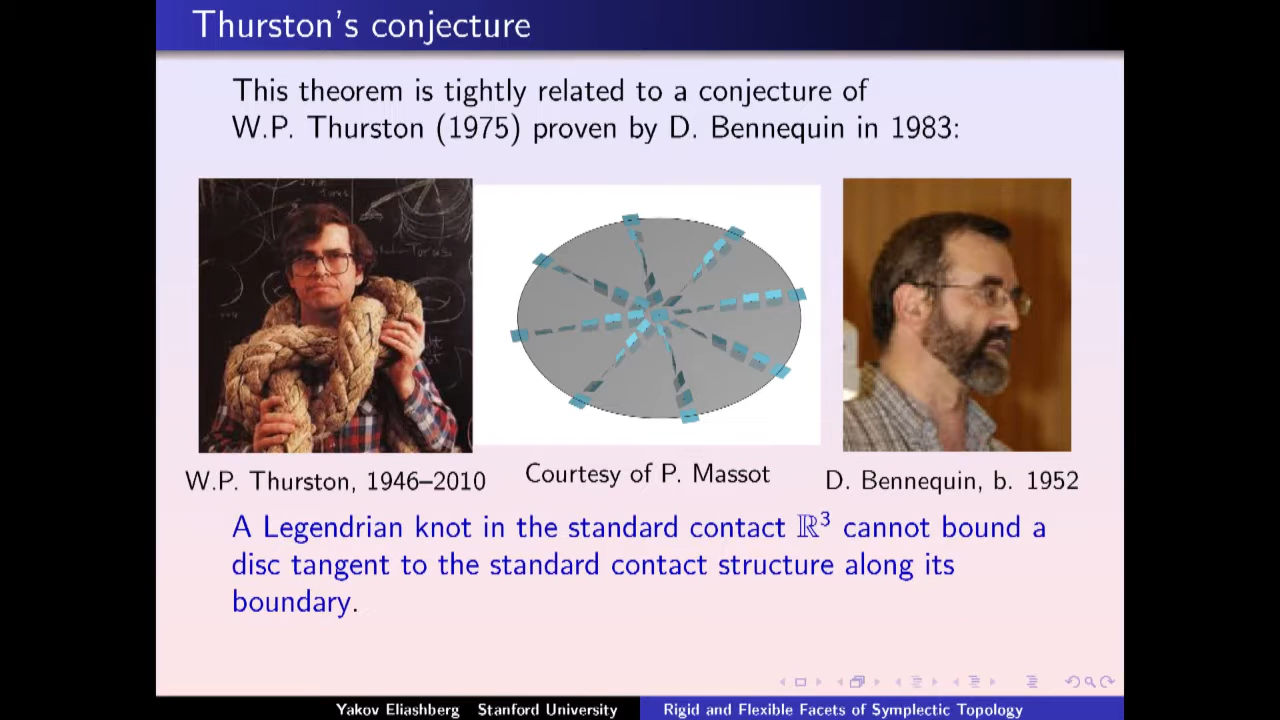 Thurston's conjecture
This theorem is tightly related to a conjecture of
W.P. Thurston (1975) proven by D. Bennequin in 1983:
W.P. Thurston, 1946–2010
Courtesy of P. Massot
D. Bennequin, b. 1952
A Legendrian knot in the standard contact ℝ³ cannot bound a
disc tangent to the standard contact structure along its
boundary.
Yakov Eliashberg Stanford University
Rigid and Flexible Facets of Symplectic Topology